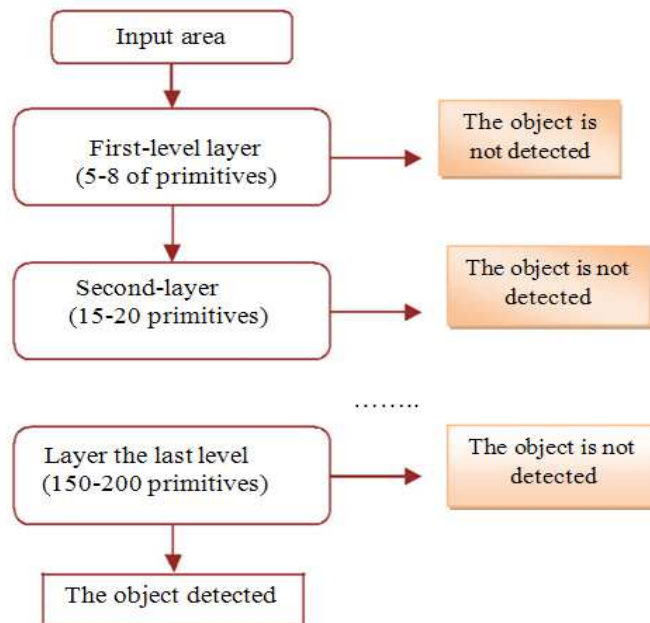 Input area
First-level layer
(5-8 of primitives)
The object is
not detected
Second-layer
(15-20 primitives)
The object is not
detected
........
Layer the last level
(150-200 primitives)
The object is not
detected
The object detected